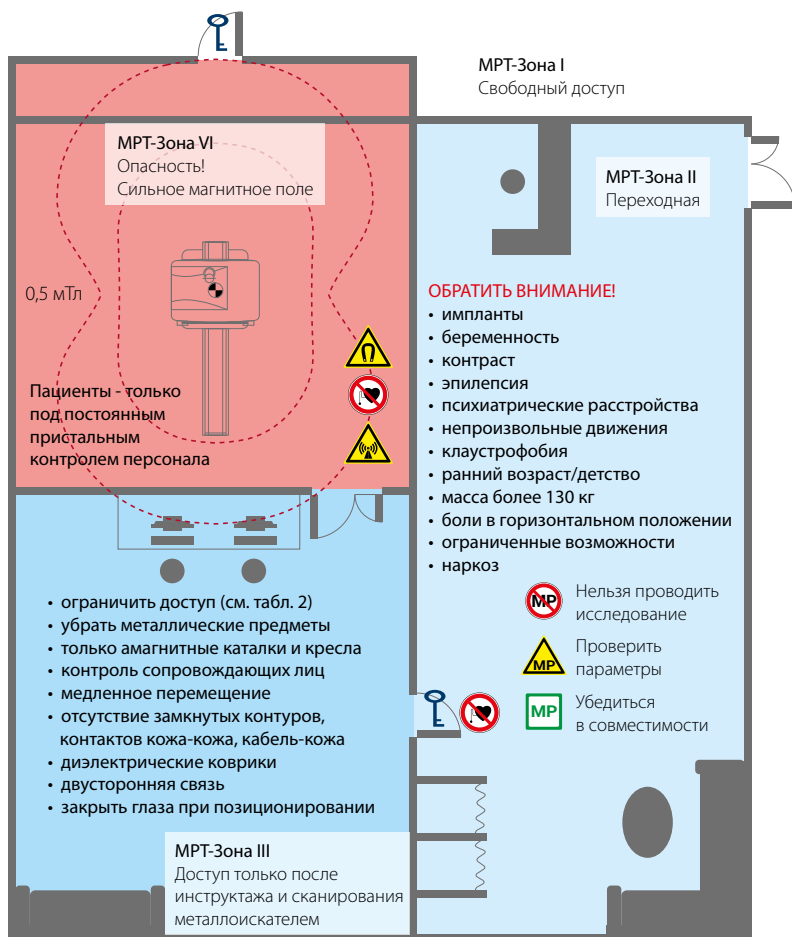 МРТ-Зона I
Свободный доступ
МРТ-Зона VI
Опасность!
Сильное магнитное поле
МРТ-Зона II
Переходная
0,5 мТл
Пациенты - только
под постоянным
пристальным
контролем персонала
ОБРАТИТЬ ВНИМАНИЕ!
• импланты
• беременность
• контраст
• эпилепсия
• психиатрические расстройства
• непроизвольные движения
• клаустрофобия
• ранний возраст/детство
• масса более 130 кг
• боли в горизонтальном положении
• ограниченные возможности
• наркоз
МР
Нельзя проводить
исследование
МР
Проверить
параметры
МР
Убедиться
в совместимости
• ограничить доступ (см. табл. 2)
• убрать металлические предметы
• только амагнитные каталки и кресла
• контроль сопровождающих лиц
• медленное перемещение
• отсутствие замкнутых контуров,
контактов кожа-кожа, кабель-кожа
• диэлектрические коврики
• двусторонняя связь
• закрыть глаза при позиционировании
МРТ-Зона III
Доступ только после
инструктажа и сканирования
металлоискателем